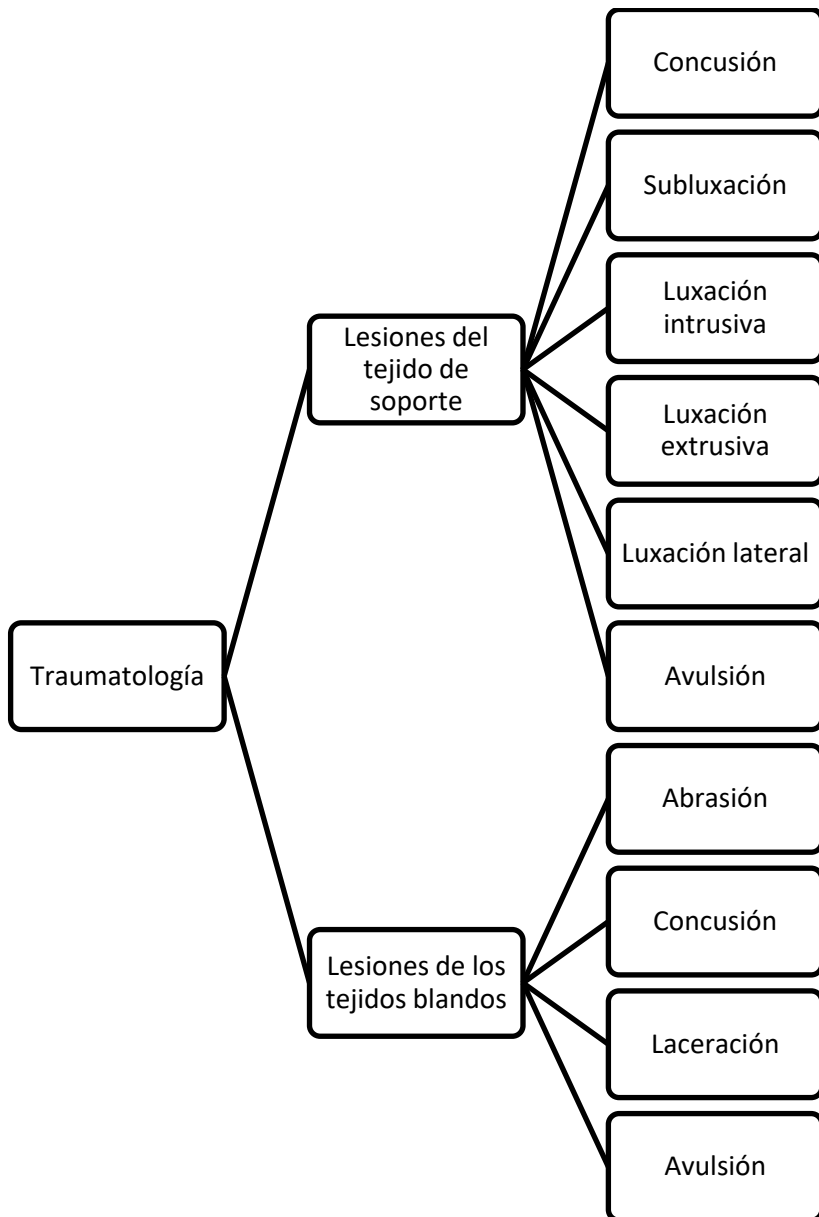 Traumatología
Lesiones del
tejido de
soporte
Concusión
Subluxación
Luxación
intrusiva
Luxación
extrusiva
Luxación lateral
Avulsión
Lesiones de los
tejidos blandos
Abrasión
Concusión
Laceración
Avulsión